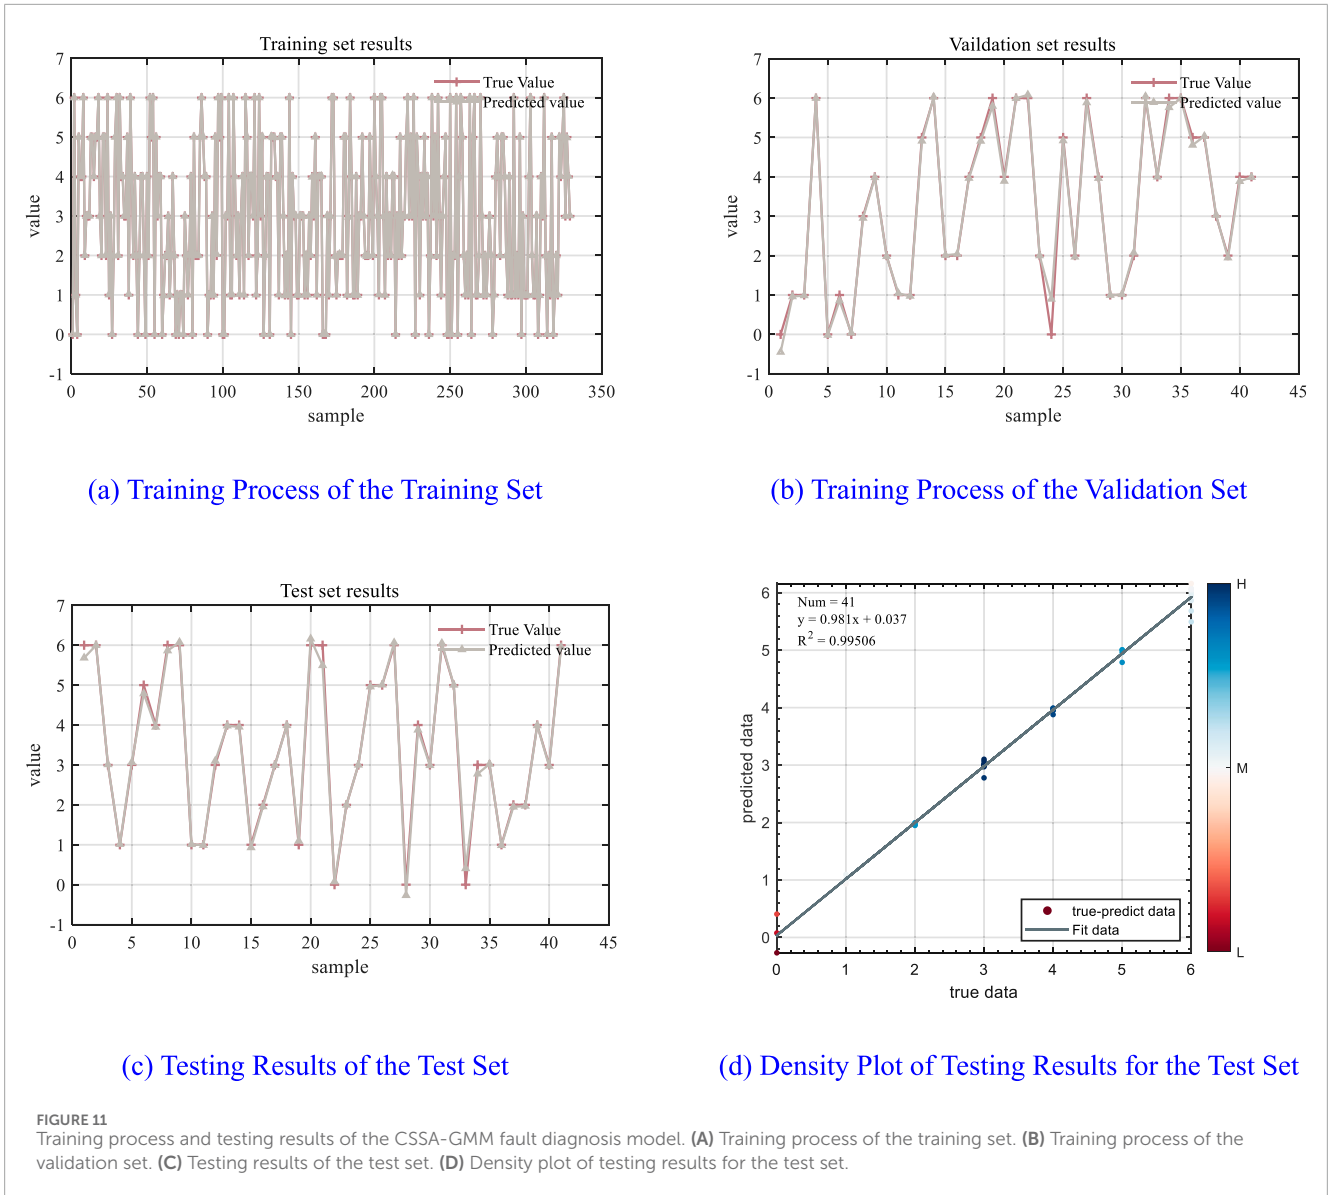 Training set results
7
6
5
4
3
2
1
0
-1
value
True Value
Predicted value
0 50 100 150 200 250 300 350
sample
(a) Training Process of the Training Set
Vaildation set results
7
6
5
4
3
2
1
0
-1
value
True Value
Predicted value
0 5 10 15 20 25 30 35 40 45
sample
(b) Training Process of the Validation Set
Test set results
7
6
5
4
3
2
1
0
-1
value
True Value
Predicted value
0 5 10 15 20 25 30 35 40 45
sample
(c) Testing Results of the Test Set
6
5
4
3
2
1
0
predicted data
Num = 41
y = 0.981x + 0.037
R² = 0.99506
true-predict data
Fit data
0 1 2 3 4 5 6
true data
H
M
L
(d) Density Plot of Testing Results for the Test Set
FIGURE 11
Training process and testing results of the CSSA-GMM fault diagnosis model. (A) Training process of the training set. (B) Training process of the
validation set. (C) Testing results of the test set. (D) Density plot of testing results for the test set.